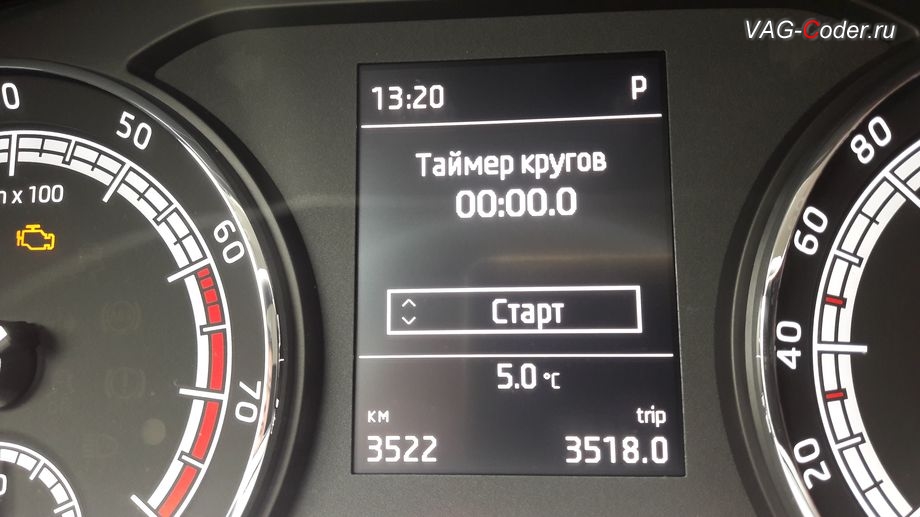 VAG-Coder.ru
13:20 P
Таймер кругов
00:00.0
Старт
5.0 °C
км trip
3522 3518.0
50
60
70
x 100
80
60
40
20